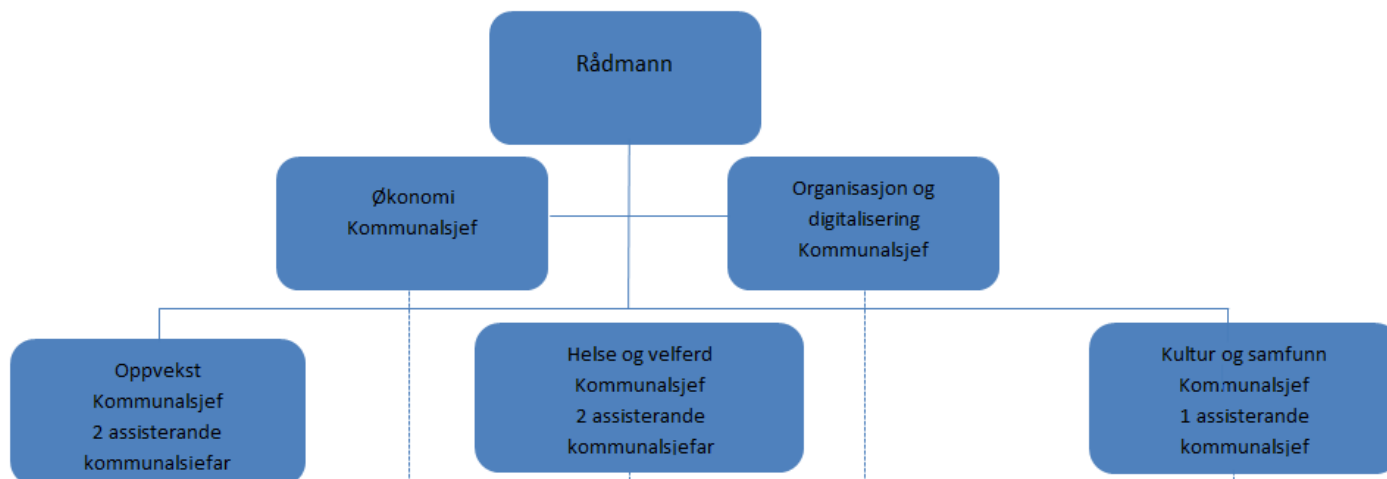 Rådmann
Økonomi
Kommunalsjef
Organisasjon og
digitalisering
Kommunalsjef
Oppvekst
Kommunalsjef
2 assisterande
kommunalsjefar
Helse og velferd
Kommunalsjef
2 assisterande
kommunalsjefar
Kultur og samfunn
Kommunalsjef
1 assisterande
kommunalsjef